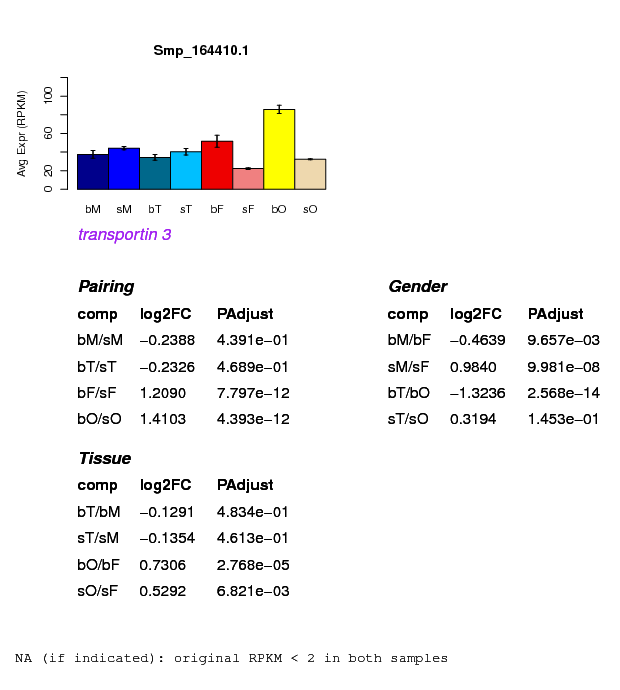 Smp_164410.1
Avg Expr (RPKM)
100
60
20
0
bM sM bT sT bF sF bO sO
transportin 3
Pairing
comp log2FC PAdjust
bM/sM −0.2388 4.391e−01
bT/sT −0.2326 4.689e−01
bF/sF 1.2090 7.797e−12
bO/sO 1.4103 4.393e−12
Gender
comp log2FC PAdjust
bM/bF −0.4639 9.657e−03
sM/sF 0.9840 9.981e−08
bT/bO −1.3236 2.568e−14
sT/sO 0.3194 1.453e−01
Tissue
comp log2FC PAdjust
bT/bM −0.1291 4.834e−01
sT/sM −0.1354 4.613e−01
bO/bF 0.7306 2.768e−05
sO/sF 0.5292 6.821e−03
NA (if indicated): original RPKM < 2 in both samples